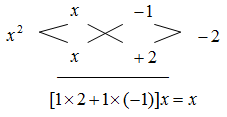 x −1
x² −2
x +2
[1×2+1×(−1)]x = x